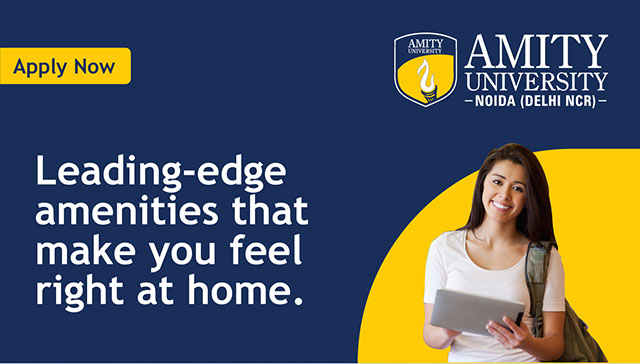 Apply Now
AMITY
UNIVERSITY
AMITY
UNIVERSITY
NOIDA (DELHI NCR)
Leading-edge
amenities that
make you feel
right at home.